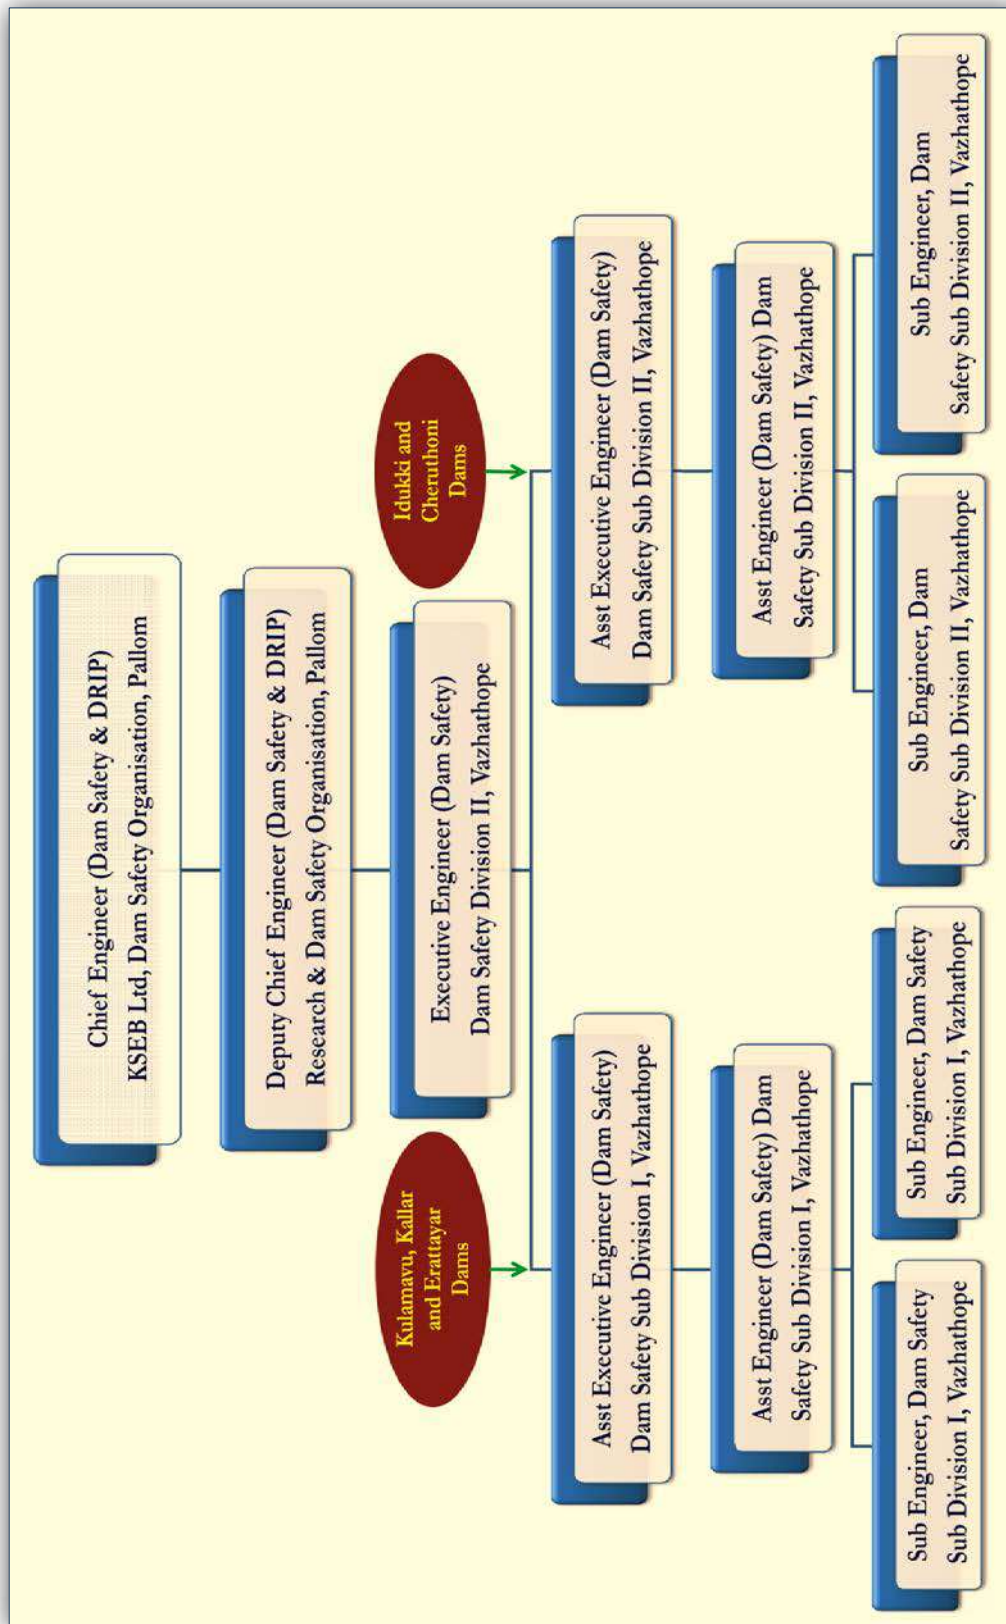 Chief Engineer (Dam Safety & DRIP)
KSEB Ltd, Dam Safety Organisation, Pallom
Deputy Chief Engineer (Dam Safety & DRIP)
Research & Dam Safety Organisation, Pallom
Executive Engineer (Dam Safety)
Dam Safety Division II, Vazhathope
Kulamavu, Kallar
and Erattayar
Dams
Idukki and
Cheruthoni
Dams
Asst Executive Engineer (Dam Safety)
Dam Safety Sub Division I, Vazhathope
Asst Executive Engineer (Dam Safety)
Dam Safety Sub Division II, Vazhathope
Asst Engineer (Dam Safety) Dam
Safety Sub Division I, Vazhathope
Asst Engineer (Dam Safety) Dam
Safety Sub Division II, Vazhathope
Sub Engineer, Dam Safety
Sub Division I, Vazhathope
Sub Engineer, Dam Safety
Sub Division I, Vazhathope
Sub Engineer, Dam
Safety Sub Division II, Vazhathope
Sub Engineer, Dam
Safety Sub Division II, Vazhathope